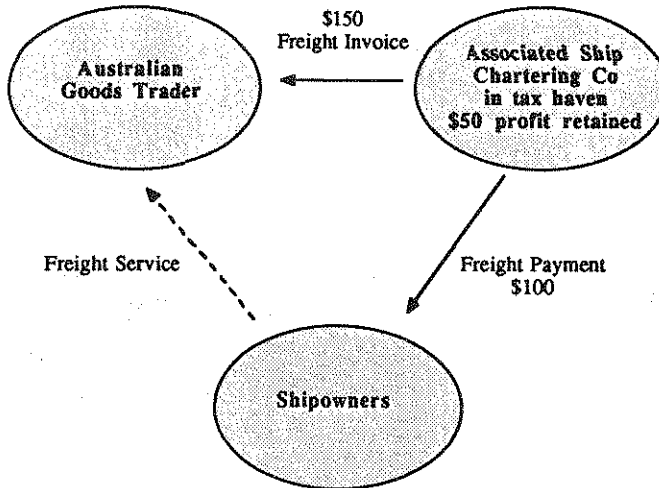 $150
Freight Invoice
Australian
Goods Trader
Associated Ship
Chartering Co
in tax haven
$50 profit retained
Freight Service
Freight Payment
$100
Shipowners